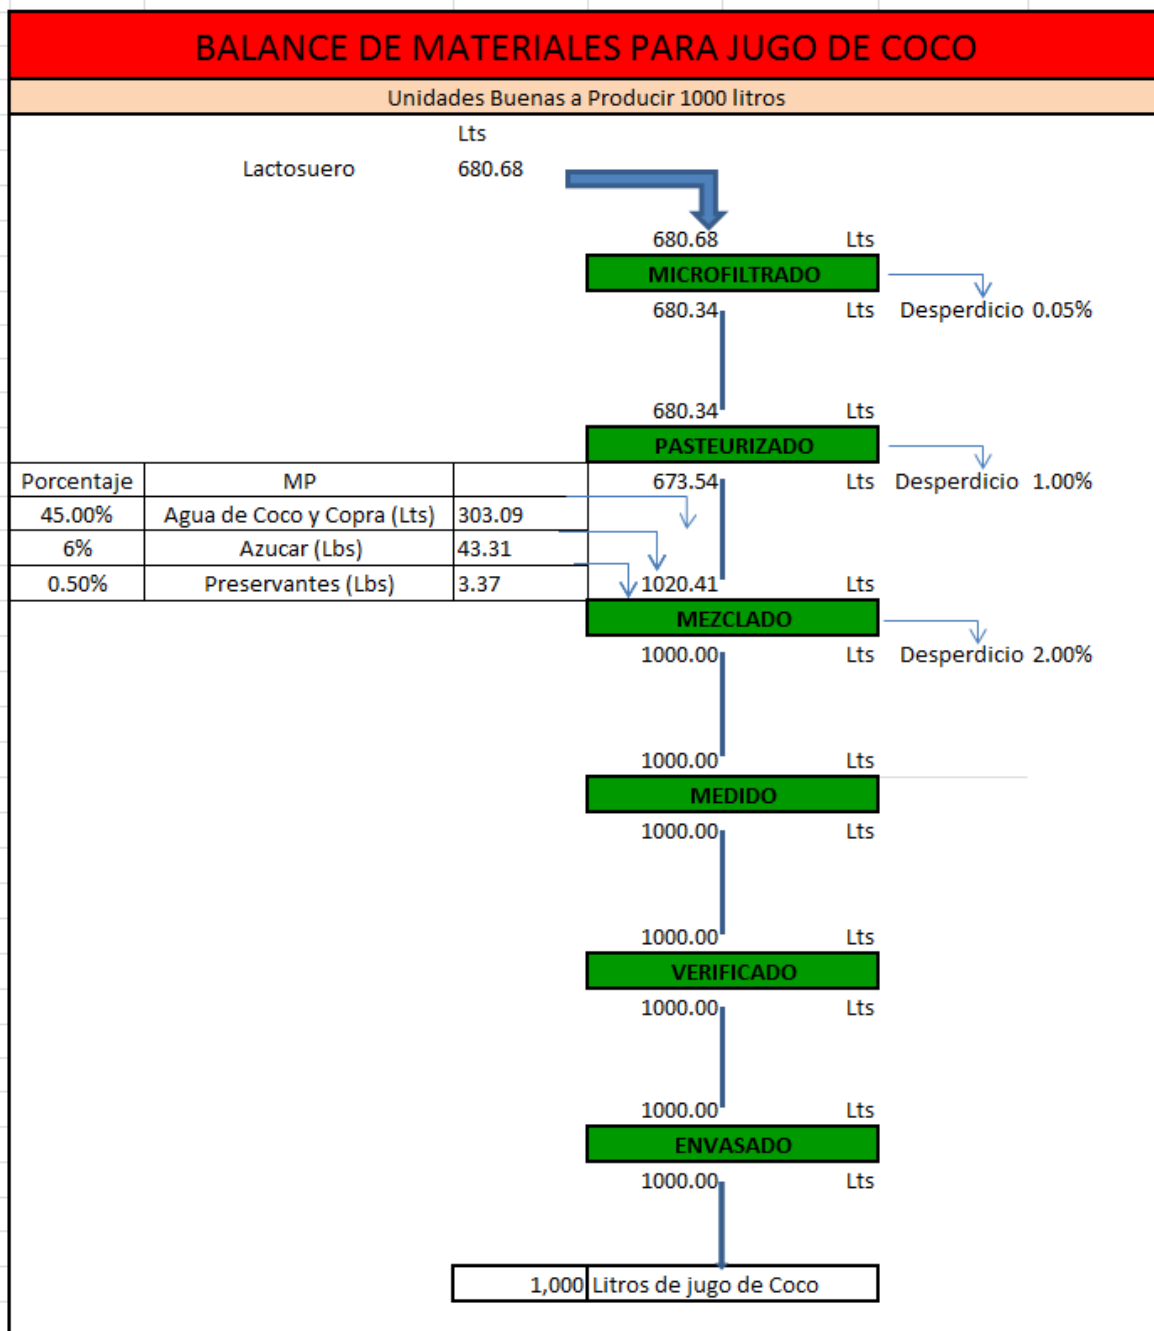 BALANCE DE MATERIALES PARA JUGO DE COCO
Unidades Buenas a Producir 1000 litros
Lts
Lactosuero 680.68
680.68 Lts
MICROFILTRADO
680.34 Lts Desperdicio 0.05%
680.34 Lts
PASTEURIZADO
Porcentaje MP 673.54 Lts Desperdicio 1.00%
45.00% Agua de Coco y Copra (Lts) 303.09
6% Azucar (Lbs) 43.31
0.50% Preservantes (Lbs) 3.37 1020.41 Lts
MEZCLADO
1000.00 Lts Desperdicio 2.00%
1000.00 Lts
MEDIDO
1000.00 Lts
1000.00 Lts
VERIFICADO
1000.00 Lts
1000.00 Lts
ENVASADO
1000.00 Lts
1,000 Litros de jugo de Coco